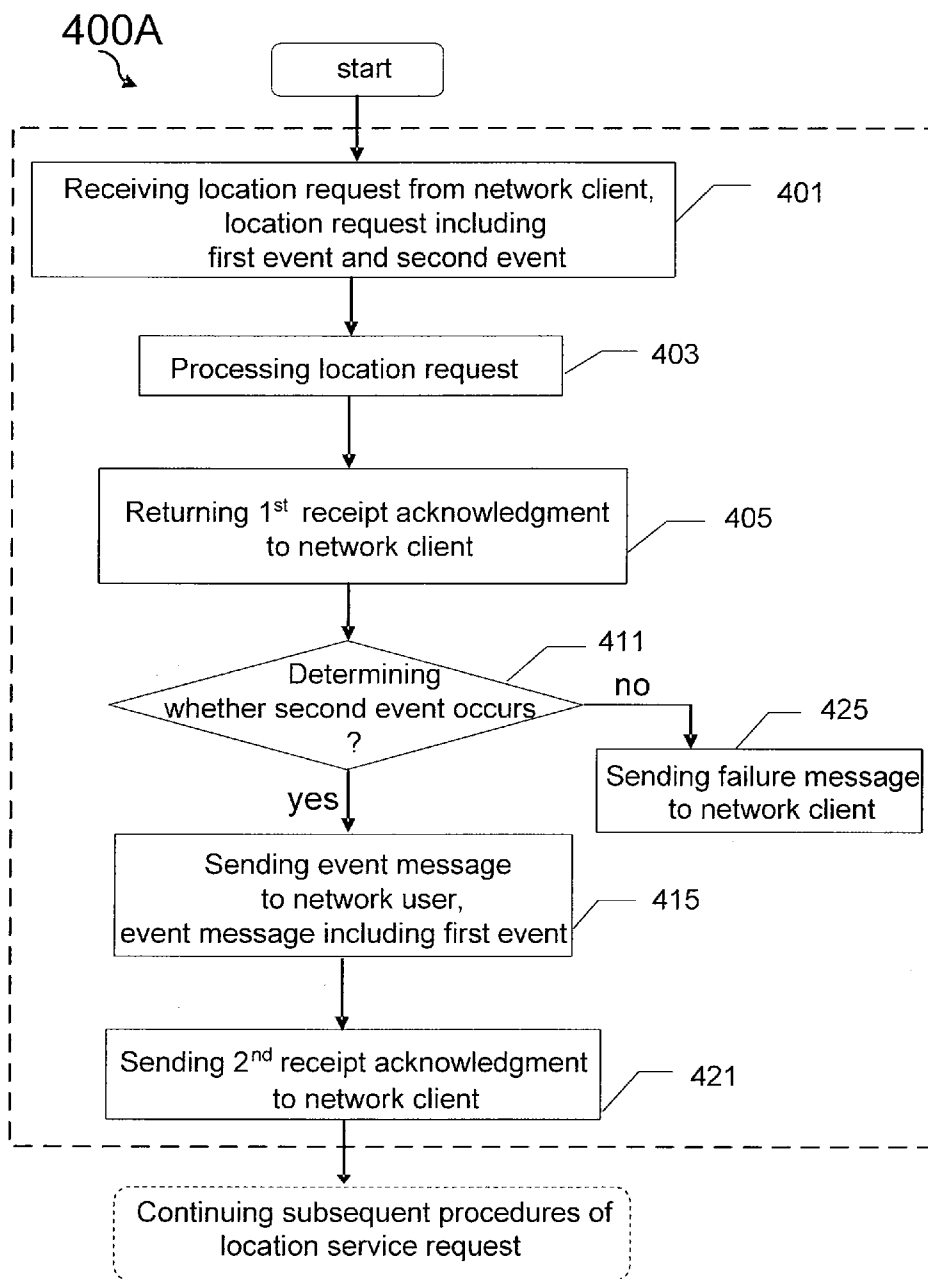 400A
start
Receiving location request from network client,
location request including
first event and second event
401
Processing location request
403
Returning 1st receipt acknowledgment
to network client
405
Determining
whether second event occurs
?
411
no
425
Sending failure message
to network client
yes
Sending event message
to network user,
event message including first event
415
Sending 2nd receipt acknowledgment
to network client
421
Continuing subsequent procedures of
location service request